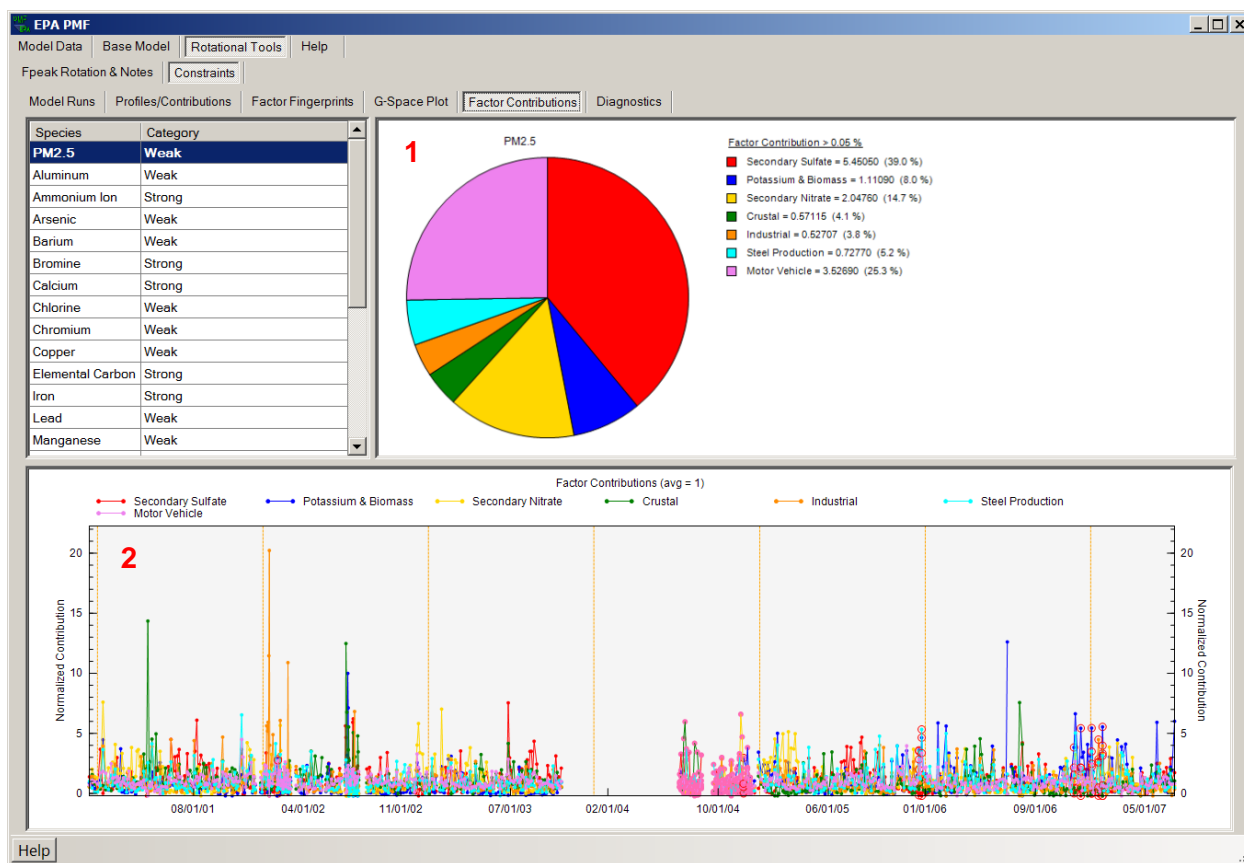 EPA PMF
Model Data Base Model Rotational Tools Help
Fpeak Rotation & Notes Constraints
Model Runs Profiles/Contributions Factor Fingerprints G-Space Plot Factor Contributions Diagnostics
Species Category
PM2.5 Weak
Aluminum Weak
Ammonium Ion Strong
Arsenic Weak
Barium Weak
Bromine Strong
Calcium Strong
Chlorine Weak
Chromium Weak
Copper Weak
Elemental Carbon Strong
Iron Strong
Lead Weak
Manganese Weak
1
PM2.5
Factor Contribution > 0.05 %
Secondary Sulfate = 5.45050 (39.0 %)
Potassium & Biomass = 1.11090 (8.0 %)
Secondary Nitrate = 2.04760 (14.7 %)
Crustal = 0.57115 (4.1 %)
Industrial = 0.52707 (3.8 %)
Steel Production = 0.72770 (5.2 %)
Motor Vehicle = 3.52690 (25.3 %)
Factor Contributions (avg = 1)
Secondary Sulfate Potassium & Biomass Secondary Nitrate Crustal Industrial Steel Production
Motor Vehicle
2
Normalized Contribution
20 20
15 15
10 10
5 5
0 0
Normalized Contribution
08/01/01 04/01/02 11/01/02 07/01/03 02/01/04 10/01/04 06/01/05 01/01/06 09/01/06 05/01/07
Help